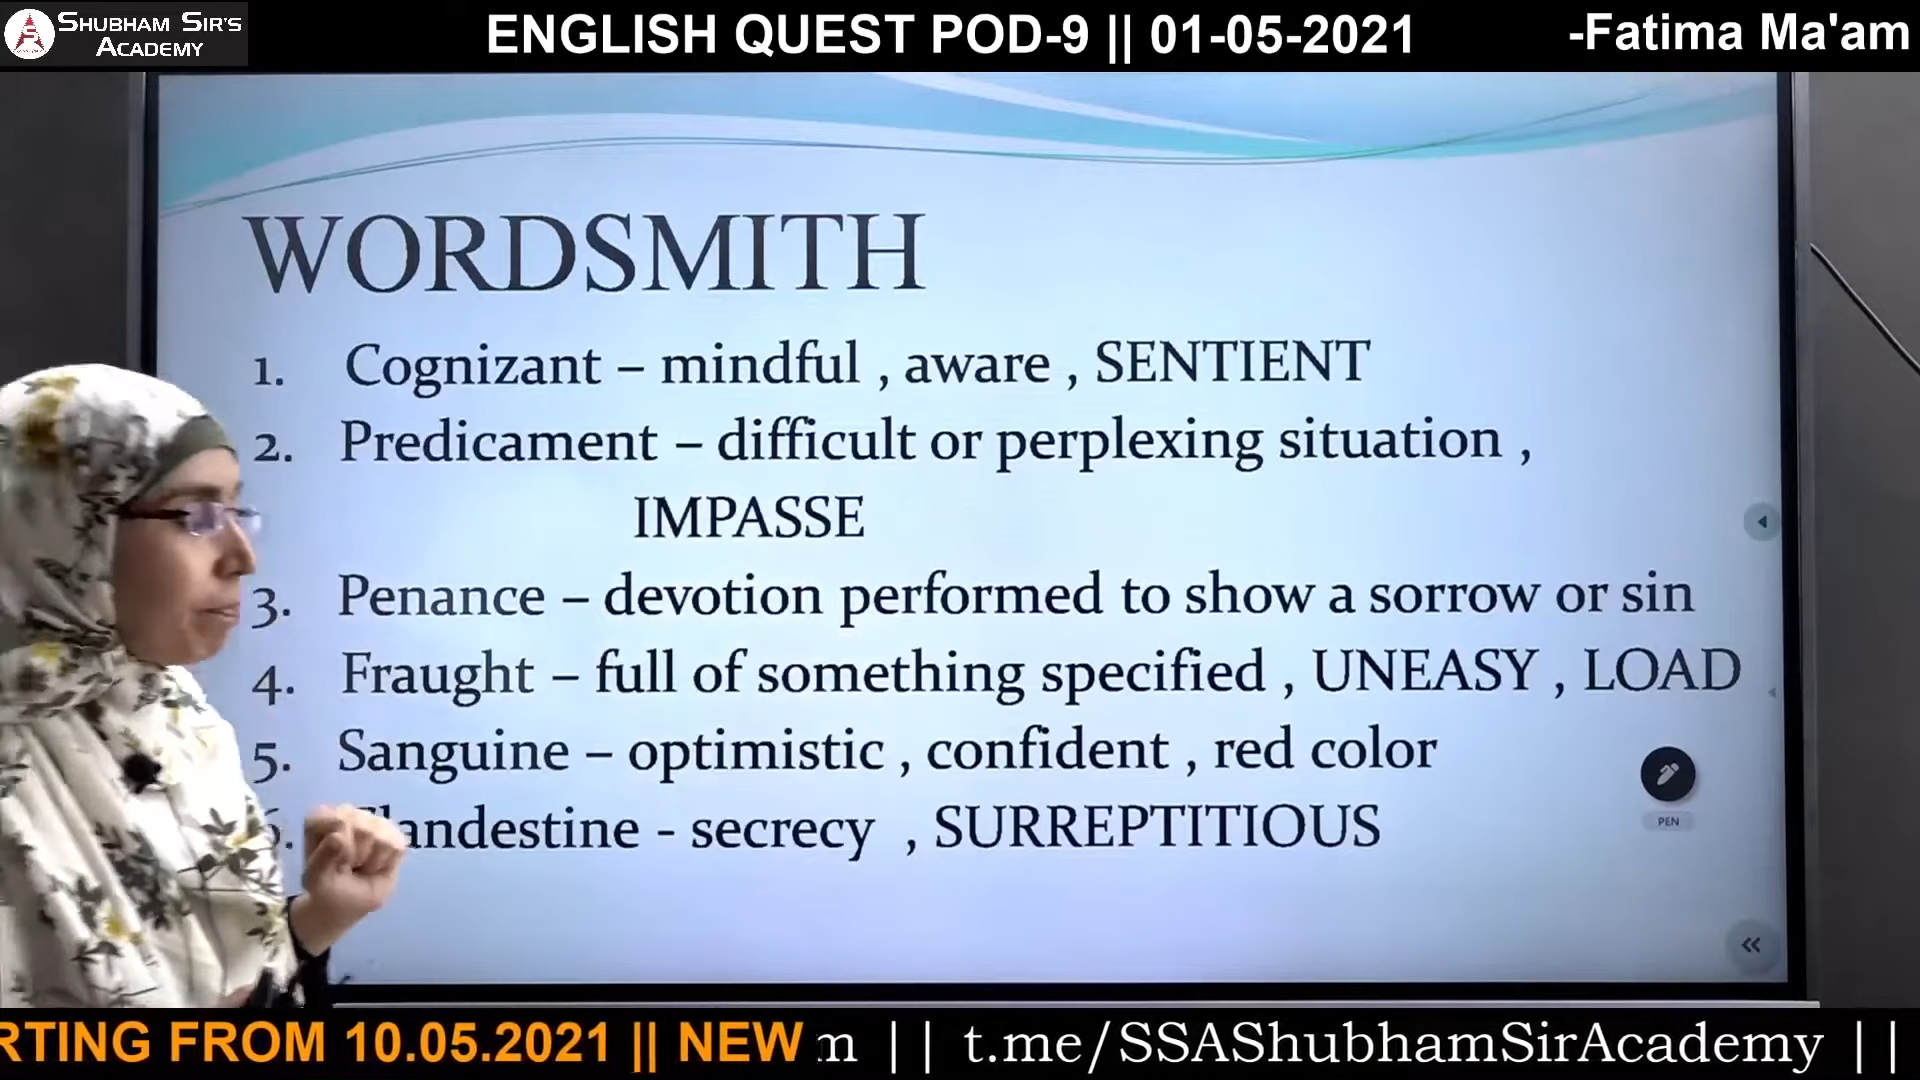 SHUBHAM SIR'S
ACADEMY
ENGLISH QUEST POD-9 || 01-05-2021
-Fatima Ma'am
WORDSMITH
1. Cognizant – mindful , aware , SENTIENT
2. Predicament – difficult or perplexing situation ,
IMPASSE
3. Penance – devotion performed to show a sorrow or sin
4. Fraught – full of something specified , UNEASY , LOAD
5. Sanguine – optimistic , confident , red color
6. Clandestine - secrecy , SURREPTITIOUS
PEN
RTING FROM 10.05.2021 || NEW
m || t.me/SSAShubhamSirAcademy ||